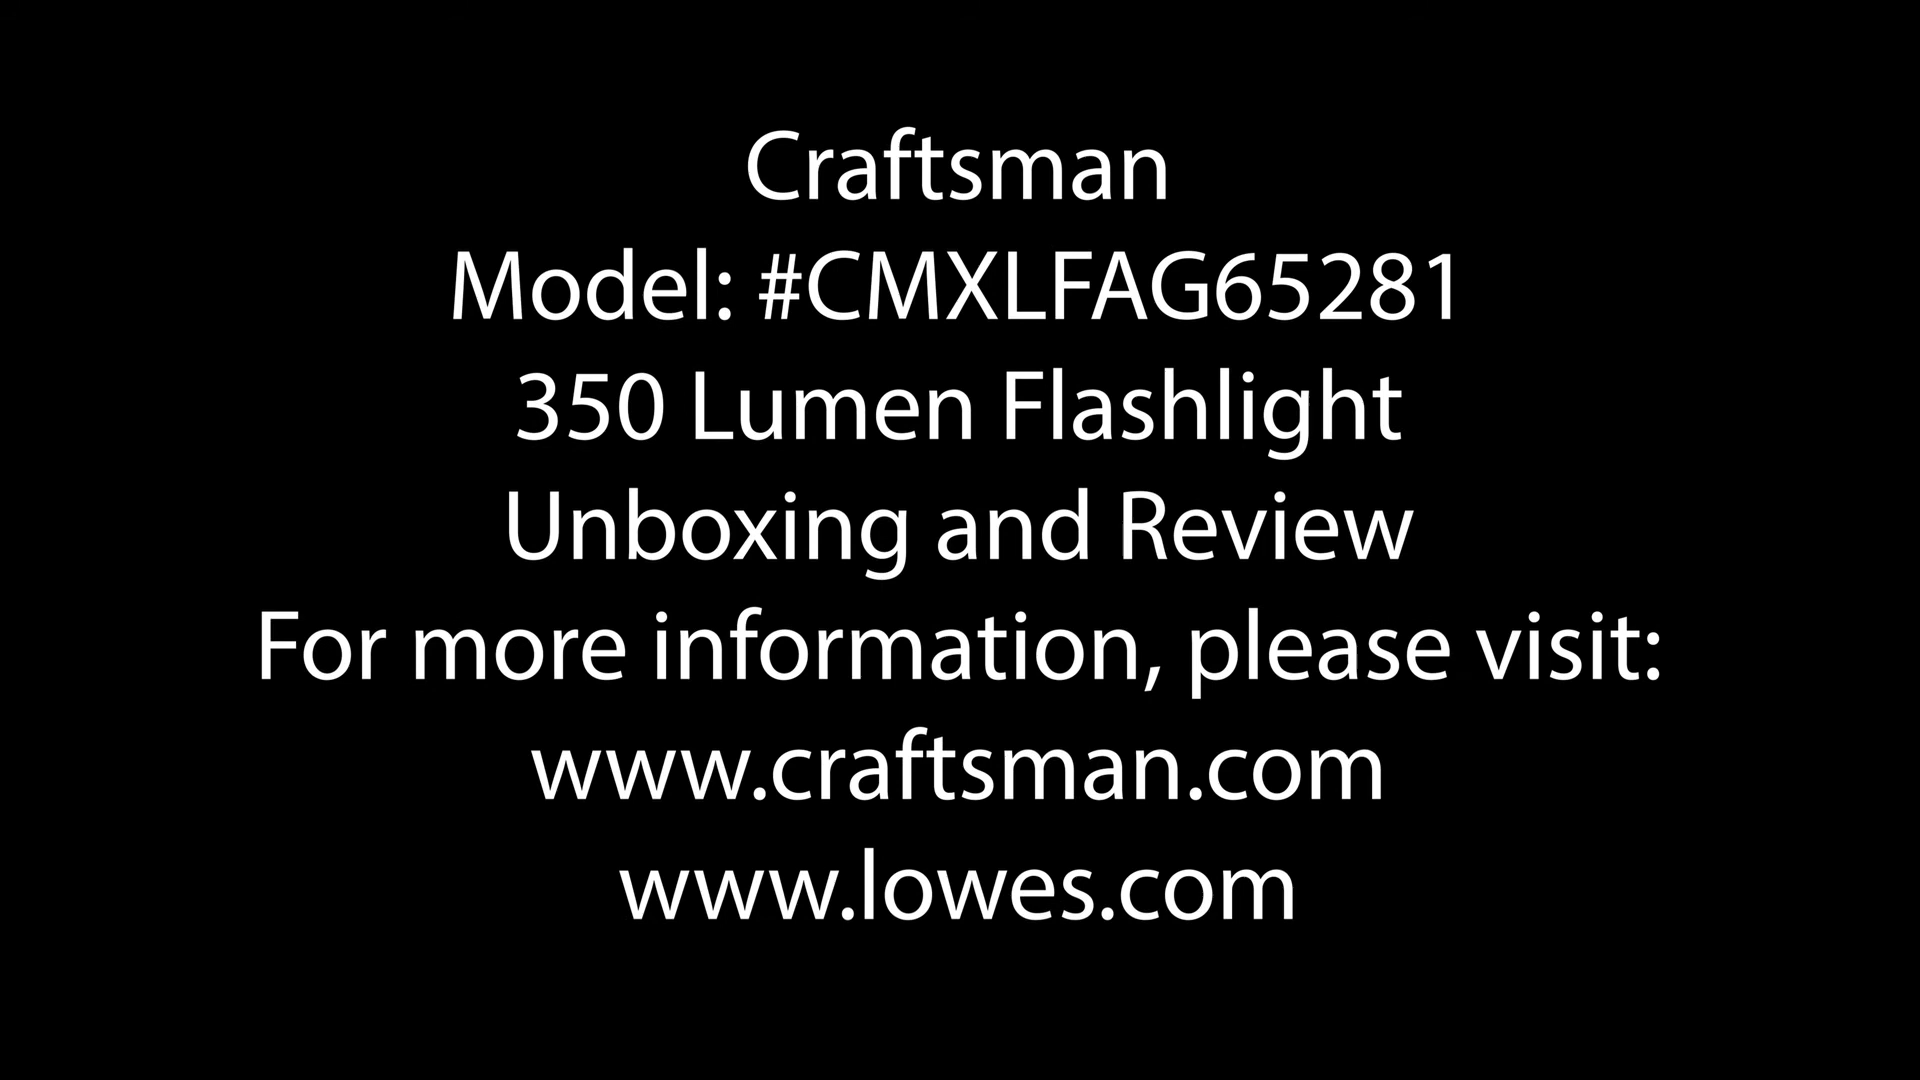 Craftsman
Model: #CMXLFAG65281
350 Lumen Flashlight
Unboxing and Review
For more information, please visit:
www.craftsman.com
www.lowes.com